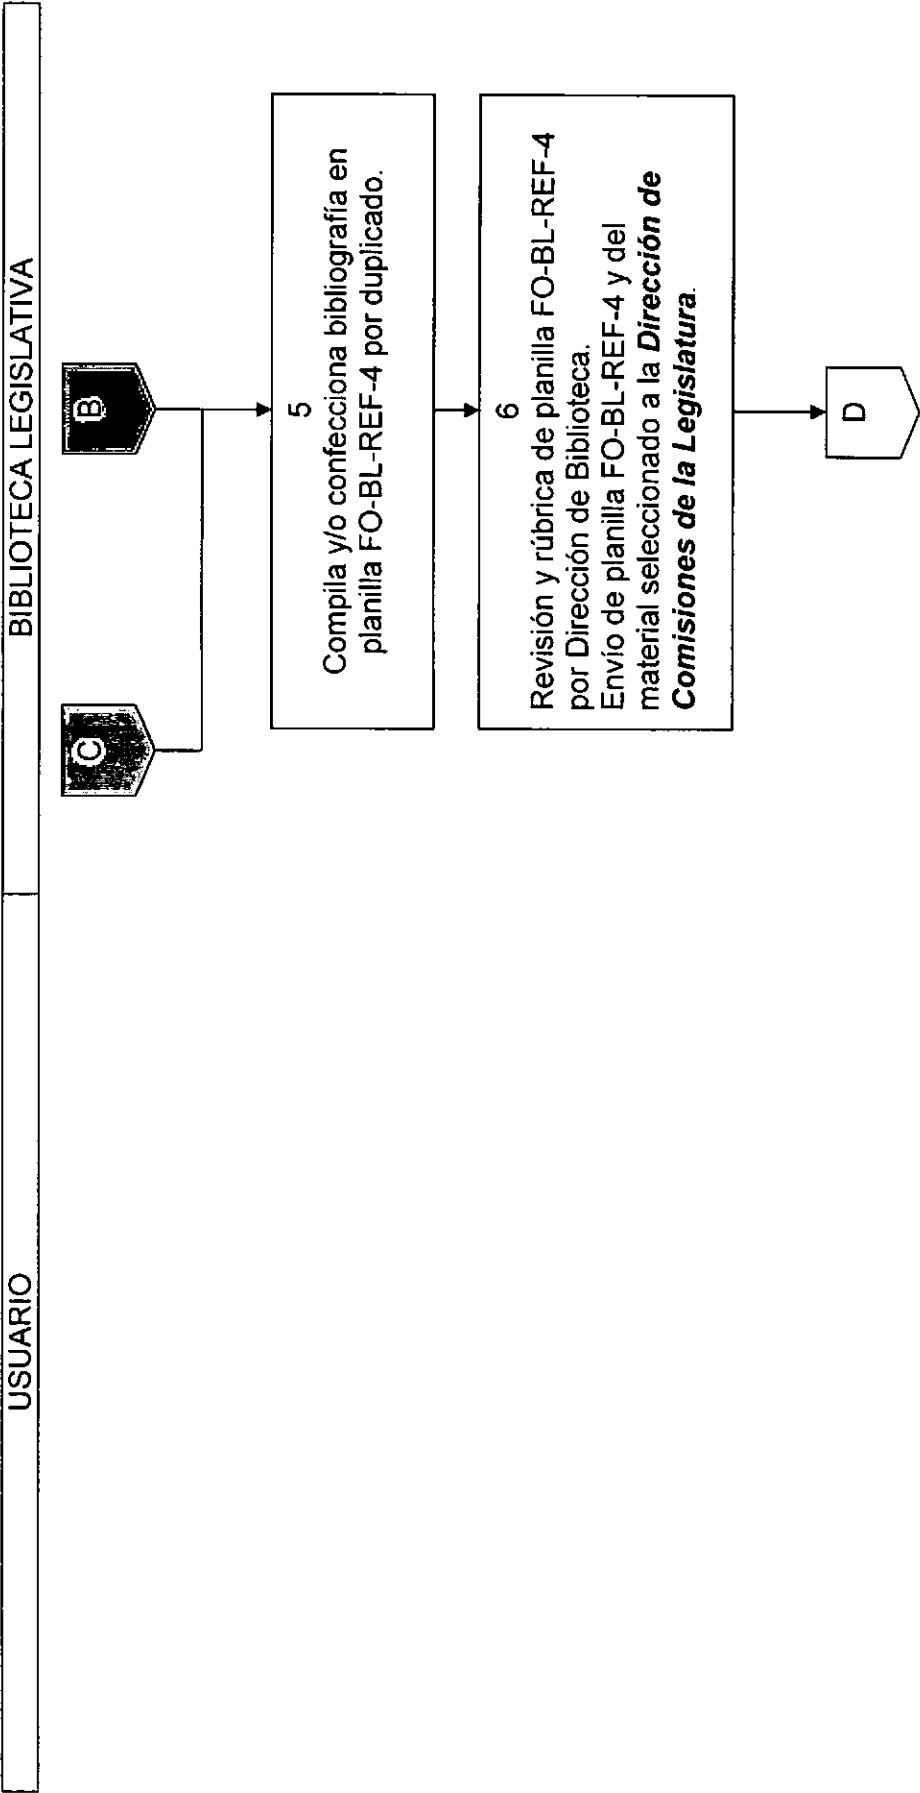 USUARIO
BIBLIOTECA LEGISLATIVA
C
B
5
Compila y/o confecciona bibliografía en
planilla FO-BL-REF-4 por duplicado.
6
Revisión y rúbrica de planilla FO-BL-REF-4
por Dirección de Biblioteca.
Envío de planilla FO-BL-REF-4 y del
material seleccionado a la Dirección de
Comisiones de la Legislatura.
D